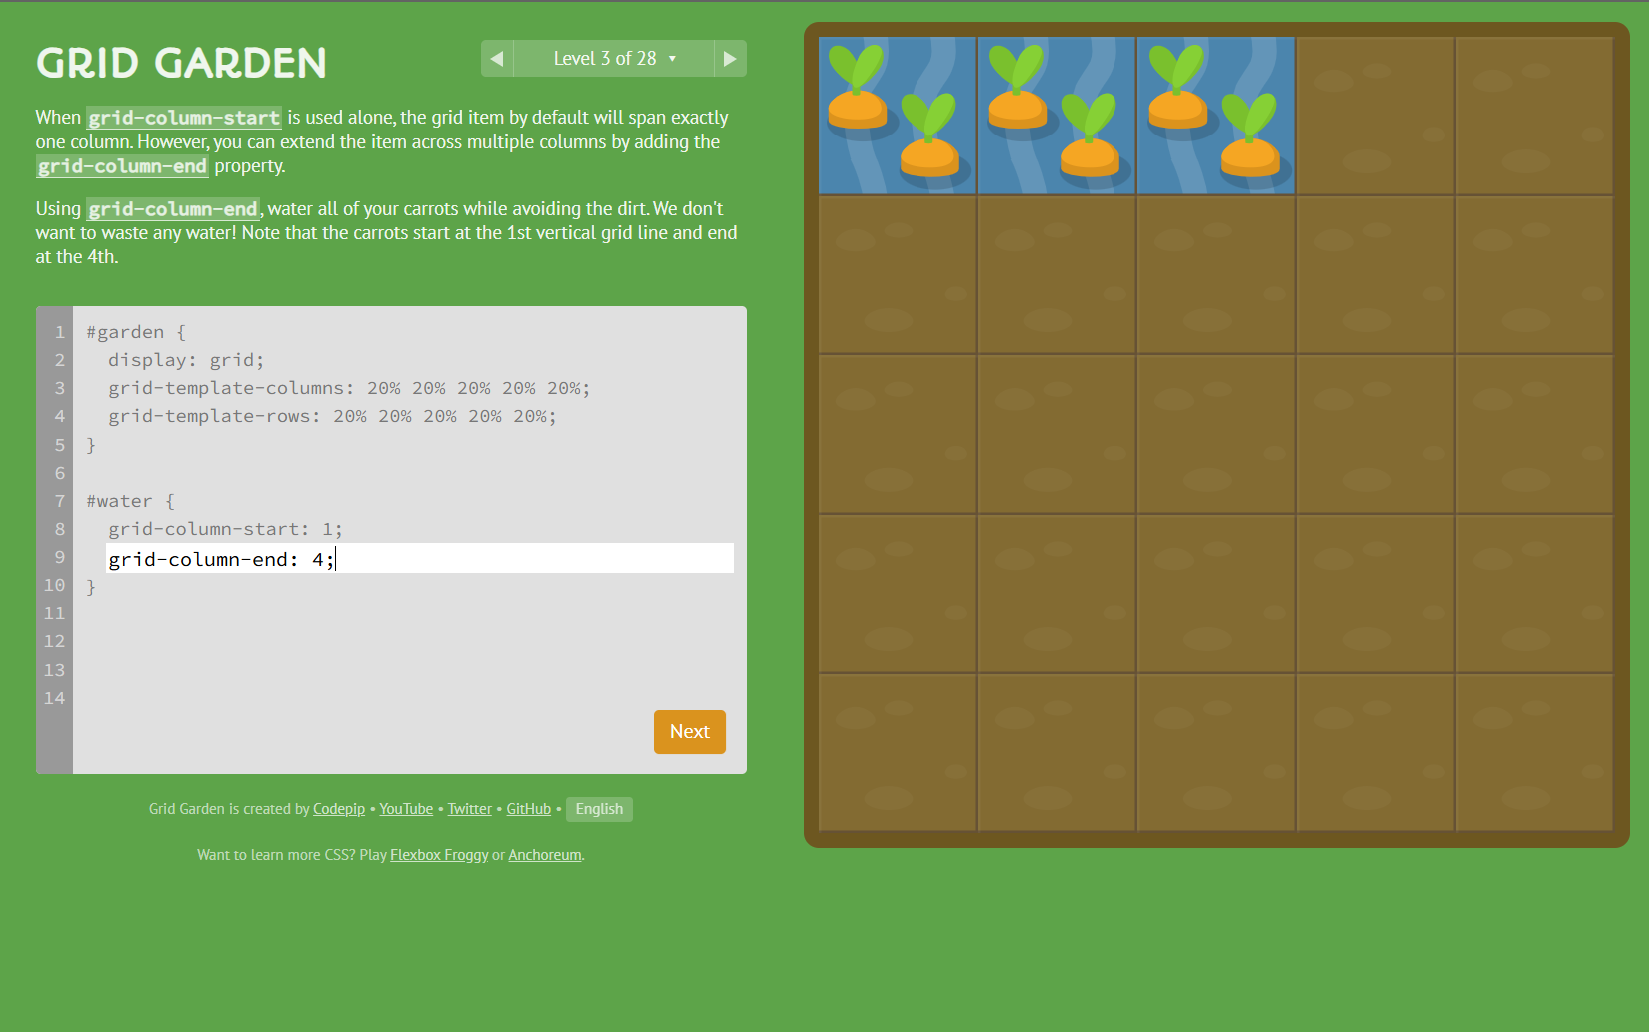 GRID GARDEN
Level 3 of 28 ▾
When grid-column-start is used alone, the grid item by default will span exactly
one column. However, you can extend the item across multiple columns by adding the
grid-column-end property.
Using grid-column-end, water all of your carrots while avoiding the dirt. We don't
want to waste any water! Note that the carrots start at the 1st vertical grid line and end
at the 4th.
1 #garden {
2   display: grid;
3   grid-template-columns: 20% 20% 20% 20% 20%;
4   grid-template-rows: 20% 20% 20% 20% 20%;
5 }
6
7 #water {
8   grid-column-start: 1;
9   grid-column-end: 4;
10 }
11
12
13
14
Next
Grid Garden is created by Codepip • YouTube • Twitter • GitHub • English
Want to learn more CSS? Play Flexbox Froggy or Anchoreum.